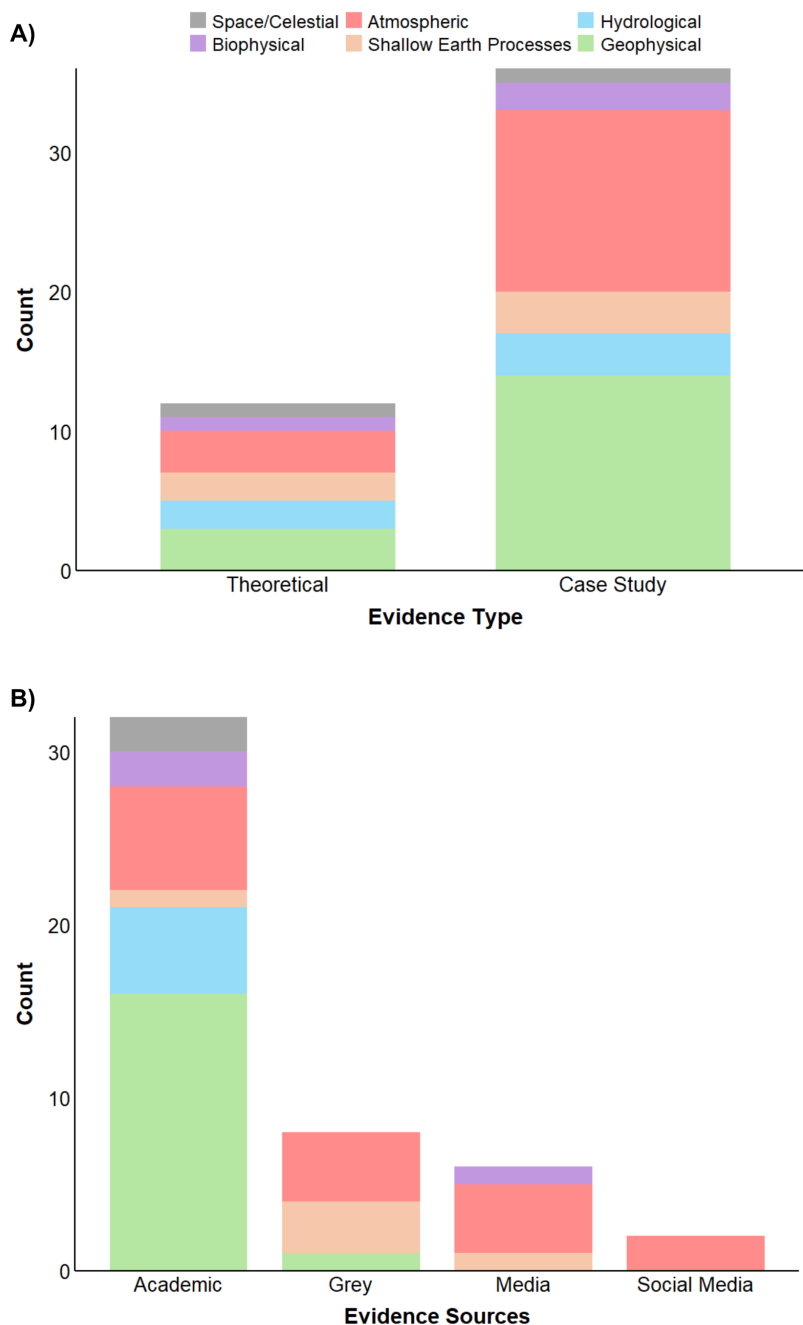 A)
Space/Celestial Atmospheric Hydrological
Biophysical Shallow Earth Processes Geophysical
30
20
10
0
Count
Theoretical Case Study
Evidence Type
B)
30
20
10
0
Count
Academic Grey Media Social Media
Evidence Sources